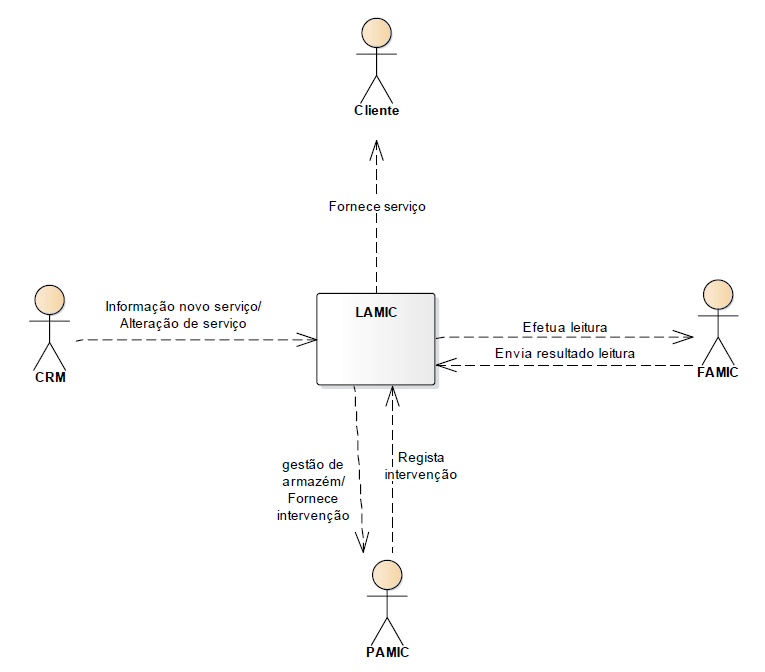 Cliente
Fornece serviço
Informação novo serviço/
Alteração de serviço
CRM
LAMIC
Efetua leitura
Envia resultado leitura
FAMIC
gestão de
armazém/
Fornece
intervenção
Regista
intervenção
PAMIC